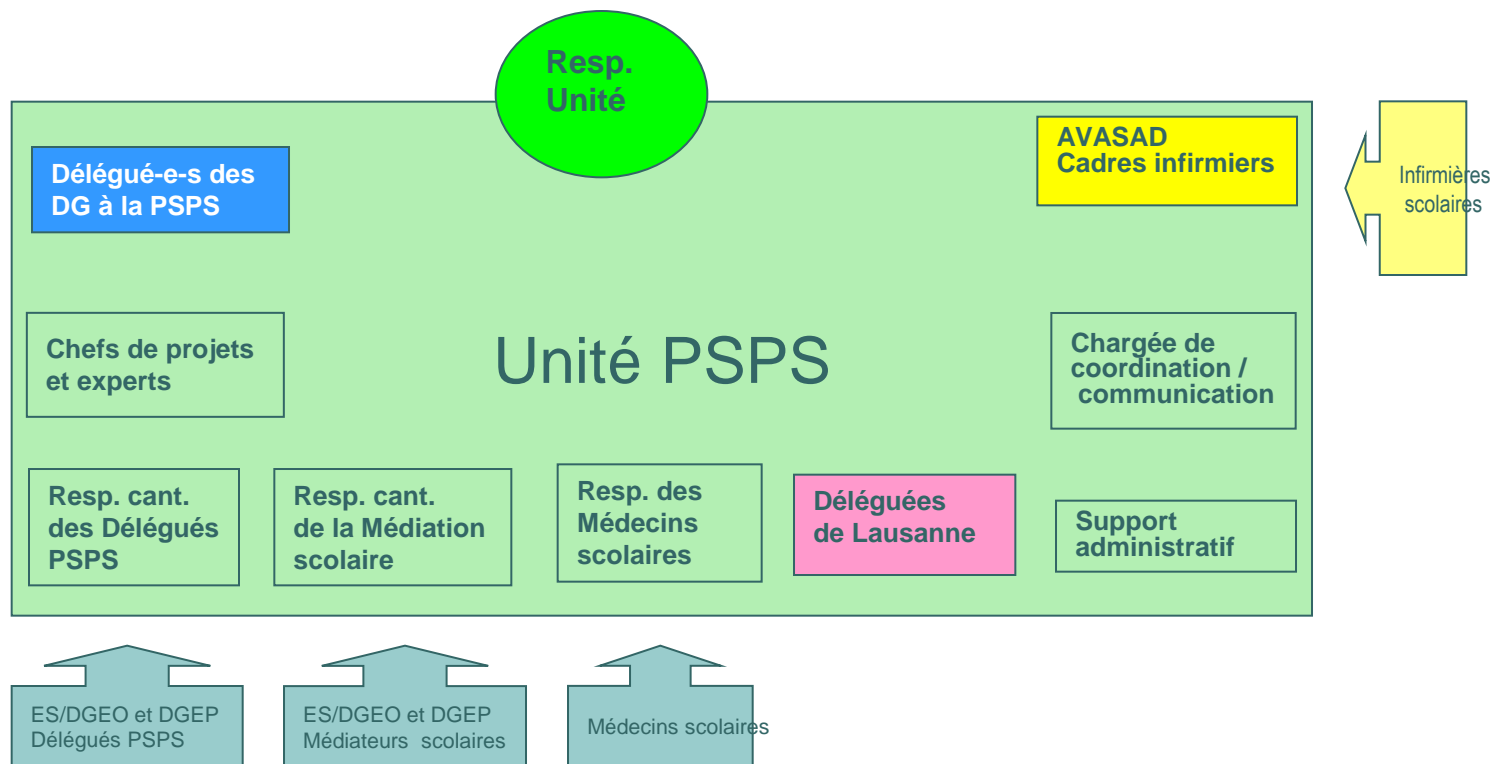 Resp.
Unité
AVASAD
Cadres infirmiers
Délégué-e-s des
DG à la PSPS
Infirmières
scolaires
Chefs de projets
et experts
Unité PSPS
Chargée de
coordination /
communication
Resp. cant.
des Délégués
PSPS
Resp. cant.
de la Médiation
scolaire
Resp. des
Médecins
scolaires
Déléguées
de Lausanne
Support
administratif
ES/DGEO et DGEP
Délégués PSPS
ES/DGEO et DGEP
Médiateurs  scolaires
Médecins scolaires